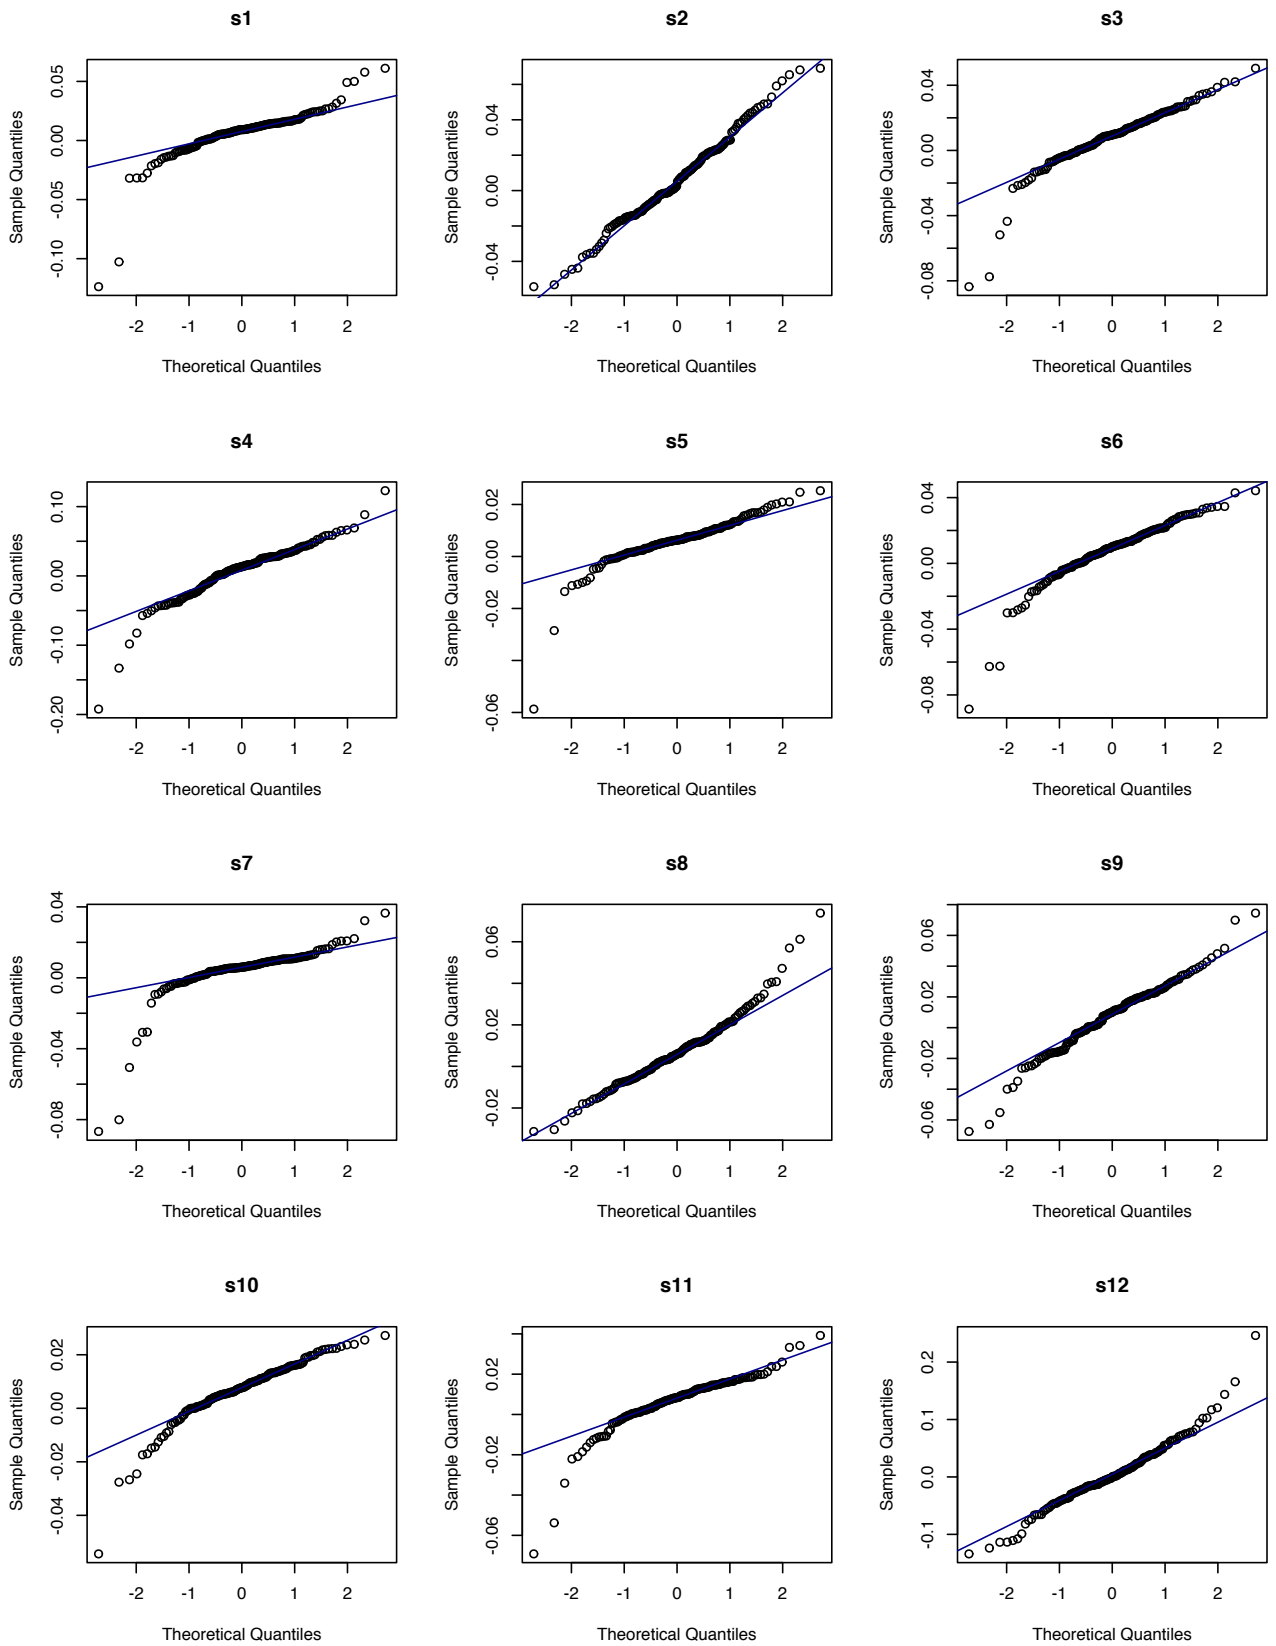 s1 s2 s3
Sample Quantiles Sample Quantiles Sample Quantiles
0.05 0.00 -0.05 -0.10
0.04 0.00 -0.04
0.04 0.00 -0.04 -0.08
-2 -1 0 1 2 -2 -1 0 1 2 -2 -1 0 1 2
Theoretical Quantiles Theoretical Quantiles Theoretical Quantiles
s4 s5 s6
Sample Quantiles Sample Quantiles Sample Quantiles
0.10 0.00 -0.10 -0.20
0.02 0.00 -0.02 -0.06
0.04 0.00 -0.04 -0.08
-2 -1 0 1 2 -2 -1 0 1 2 -2 -1 0 1 2
Theoretical Quantiles Theoretical Quantiles Theoretical Quantiles
s7 s8 s9
Sample Quantiles Sample Quantiles Sample Quantiles
0.04 0.00 -0.04 -0.08
0.06 0.02 -0.02
0.06 0.02 -0.02 -0.06
-2 -1 0 1 2 -2 -1 0 1 2 -2 -1 0 1 2
Theoretical Quantiles Theoretical Quantiles Theoretical Quantiles
s10 s11 s12
Sample Quantiles Sample Quantiles Sample Quantiles
0.02 0.00 -0.02 -0.04
0.02 -0.02 -0.06
0.2 0.1 0.0 -0.1
-2 -1 0 1 2 -2 -1 0 1 2 -2 -1 0 1 2
Theoretical Quantiles Theoretical Quantiles Theoretical Quantiles